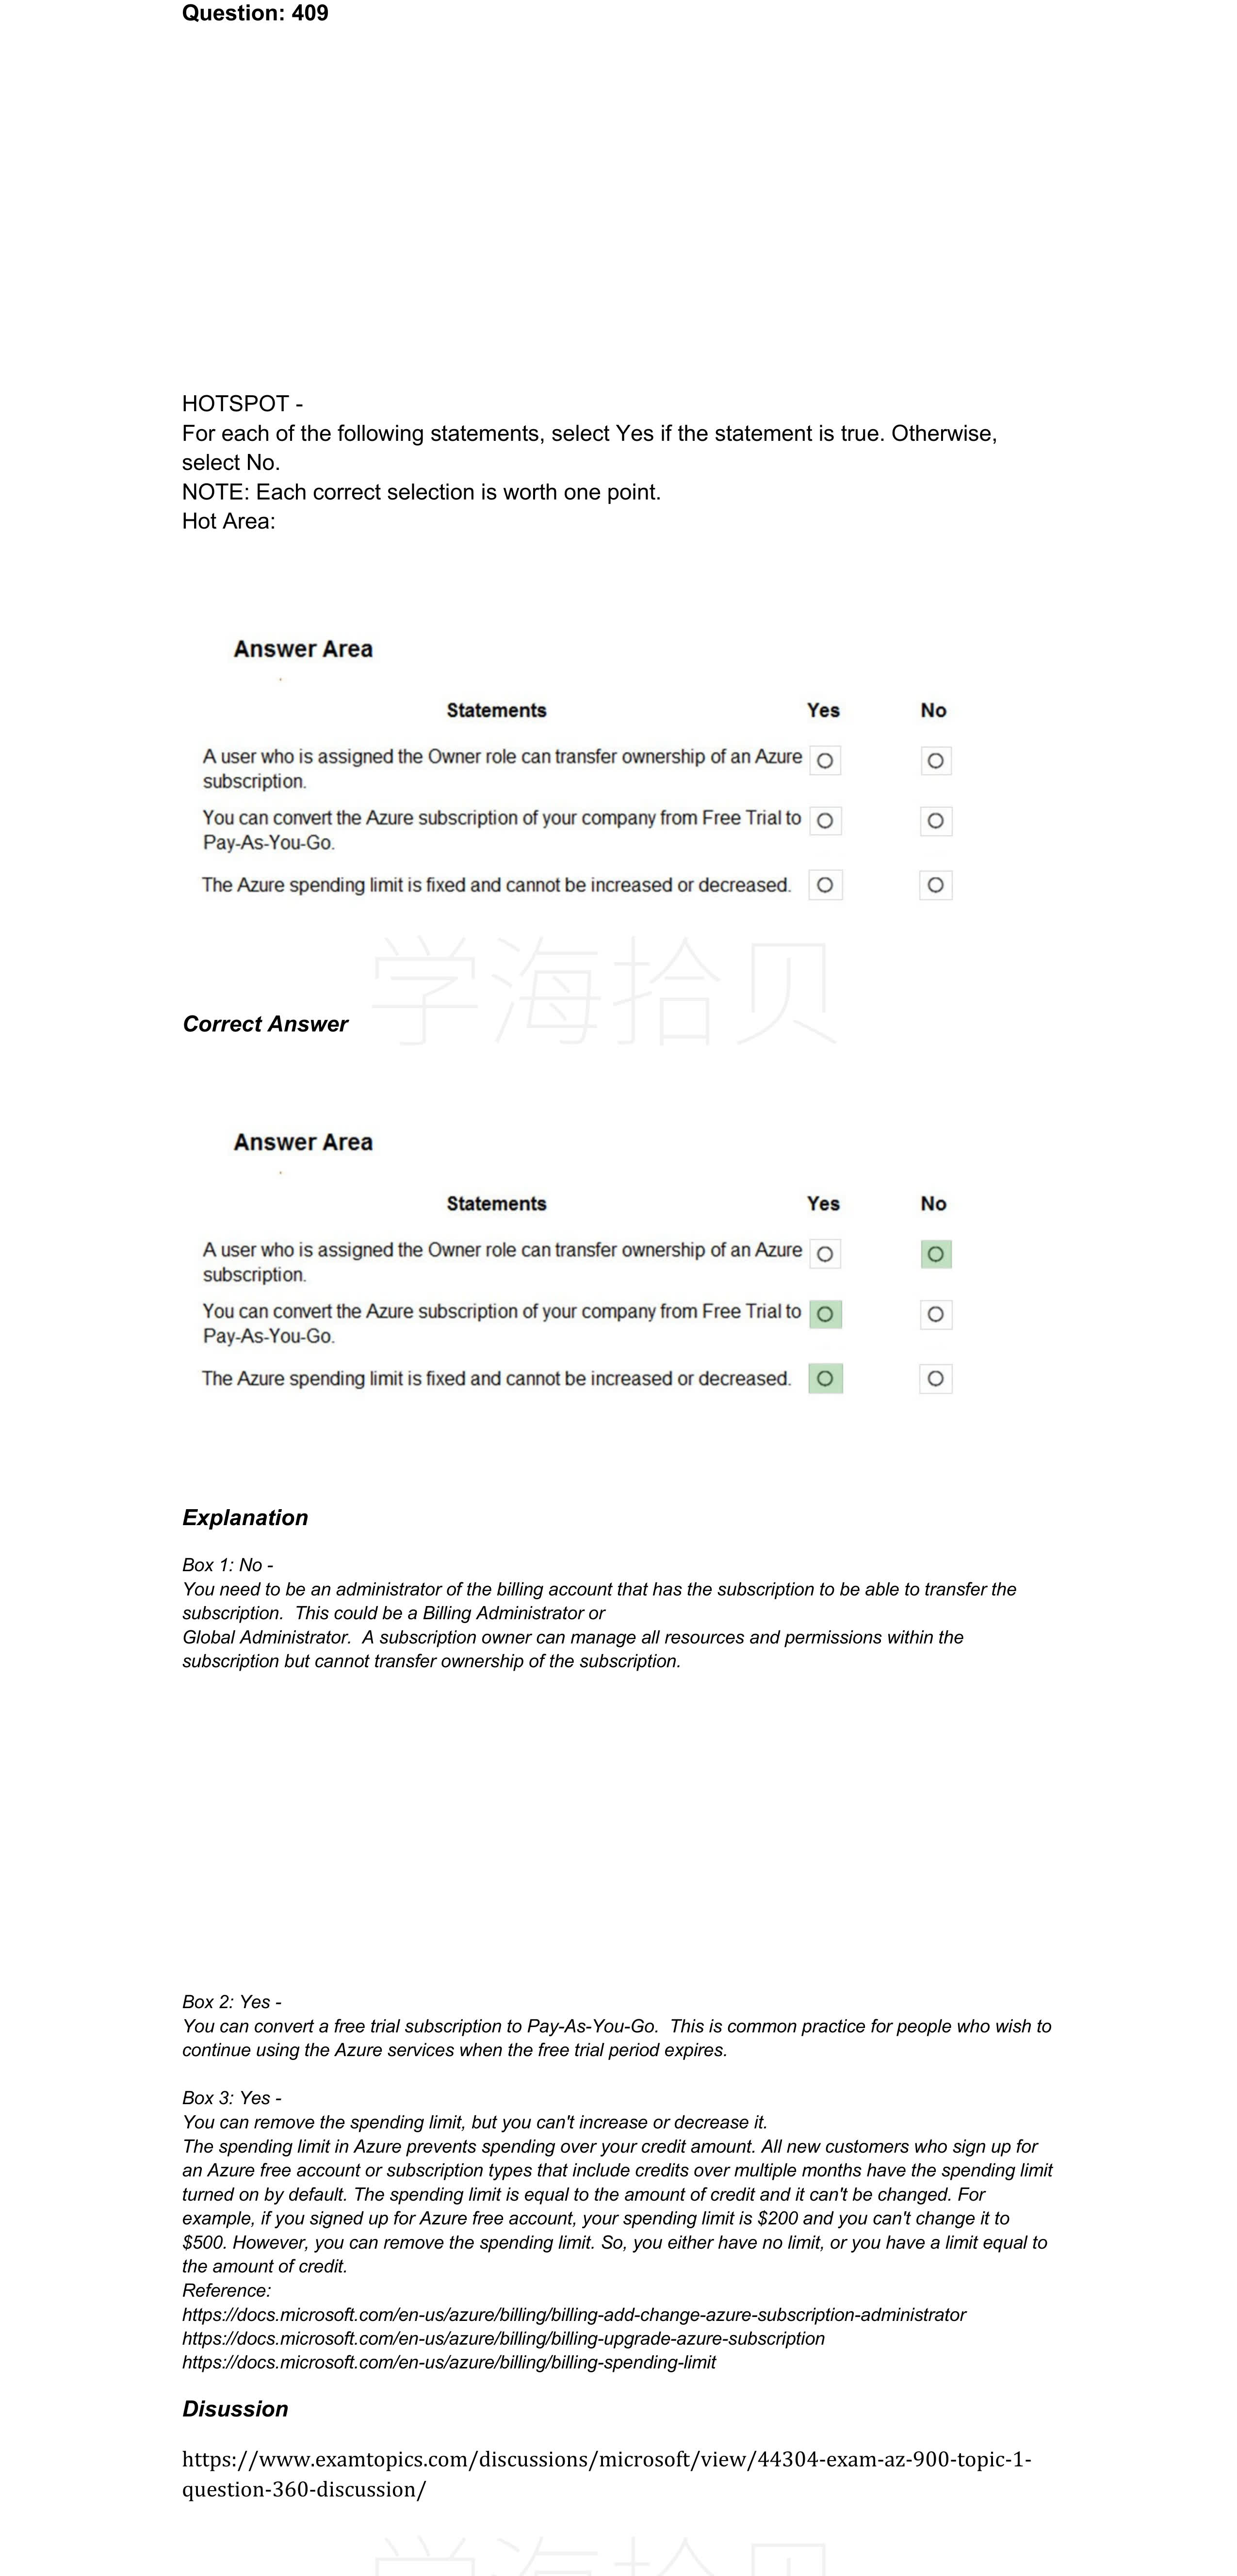 Question: 409
HOTSPOT -
For each of the following statements, select Yes if the statement is true. Otherwise,
select No.
NOTE: Each correct selection is worth one point.
Hot Area:
Answer Area
Statements Yes No
A user who is assigned the Owner role can transfer ownership of an Azure
subscription.
You can convert the Azure subscription of your company from Free Trial to
Pay-As-You-Go.
The Azure spending limit is fixed and cannot be increased or decreased.
学海拾贝
Correct Answer
Answer Area
Statements Yes No
A user who is assigned the Owner role can transfer ownership of an Azure
subscription.
You can convert the Azure subscription of your company from Free Trial to
Pay-As-You-Go.
The Azure spending limit is fixed and cannot be increased or decreased.
Explanation
Box 1: No -
You need to be an administrator of the billing account that has the subscription to be able to transfer the
subscription. This could be a Billing Administrator or
Global Administrator. A subscription owner can manage all resources and permissions within the
subscription but cannot transfer ownership of the subscription.
Box 2: Yes -
You can convert a free trial subscription to Pay-As-You-Go. This is common practice for people who wish to
continue using the Azure services when the free trial period expires.
Box 3: Yes -
You can remove the spending limit, but you can't increase or decrease it.
The spending limit in Azure prevents spending over your credit amount. All new customers who sign up for
an Azure free account or subscription types that include credits over multiple months have the spending limit
turned on by default. The spending limit is equal to the amount of credit and it can't be changed. For
example, if you signed up for Azure free account, your spending limit is $200 and you can't change it to
$500. However, you can remove the spending limit. So, you either have no limit, or you have a limit equal to
the amount of credit.
Reference:
https://docs.microsoft.com/en-us/azure/billing/billing-add-change-azure-subscription-administrator
https://docs.microsoft.com/en-us/azure/billing/billing-upgrade-azure-subscription
https://docs.microsoft.com/en-us/azure/billing/billing-spending-limit
Disussion
https://www.examtopics.com/discussions/microsoft/view/44304-exam-az-900-topic-1-
question-360-discussion/